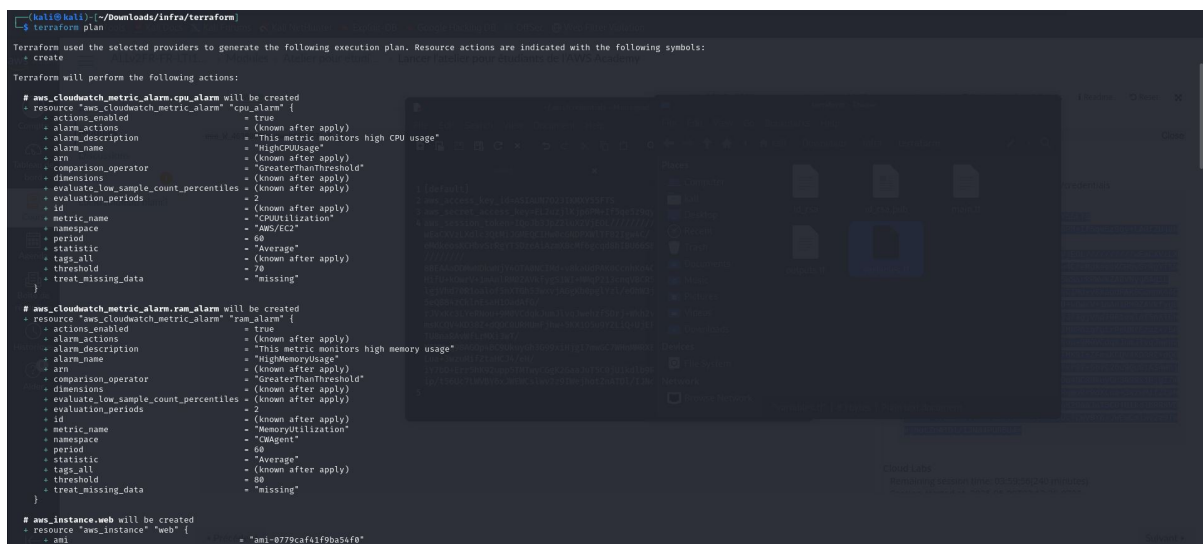 ┌──(kali㉿kali)-[~/Downloads/infra/terraform]
└─$ terraform plan
Terraform used the selected providers to generate the following execution plan. Resource actions are indicated with the following symbols:
+ create
Terraform will perform the following actions:
# aws_cloudwatch_metric_alarm.cpu_alarm will be created
+ resource "aws_cloudwatch_metric_alarm" "cpu_alarm" {
+ actions_enabled = true
+ alarm_actions = (known after apply)
+ alarm_description = "This metric monitors high CPU usage"
+ alarm_name = "HighCPUUsage"
+ arn = (known after apply)
+ comparison_operator = "GreaterThanThreshold"
+ dimensions = (known after apply)
+ evaluate_low_sample_count_percentiles = (known after apply)
+ evaluation_periods = 2
+ id = (known after apply)
+ metric_name = "CPUUtilization"
+ namespace = "AWS/EC2"
+ period = 60
+ statistic = "Average"
+ tags_all = (known after apply)
+ threshold = 70
+ treat_missing_data = "missing"
}
# aws_cloudwatch_metric_alarm.ram_alarm will be created
+ resource "aws_cloudwatch_metric_alarm" "ram_alarm" {
+ actions_enabled = true
+ alarm_actions = (known after apply)
+ alarm_description = "This metric monitors high memory usage"
+ alarm_name = "HighMemoryUsage"
+ arn = (known after apply)
+ comparison_operator = "GreaterThanThreshold"
+ dimensions = (known after apply)
+ evaluate_low_sample_count_percentiles = (known after apply)
+ evaluation_periods = 2
+ id = (known after apply)
+ metric_name = "MemoryUtilization"
+ namespace = "CWAgent"
+ period = 60
+ statistic = "Average"
+ tags_all = (known after apply)
+ threshold = 80
+ treat_missing_data = "missing"
}
# aws_instance.web will be created
+ resource "aws_instance" "web" {
+ ami = "ami-0779caf41f9ba54f0"